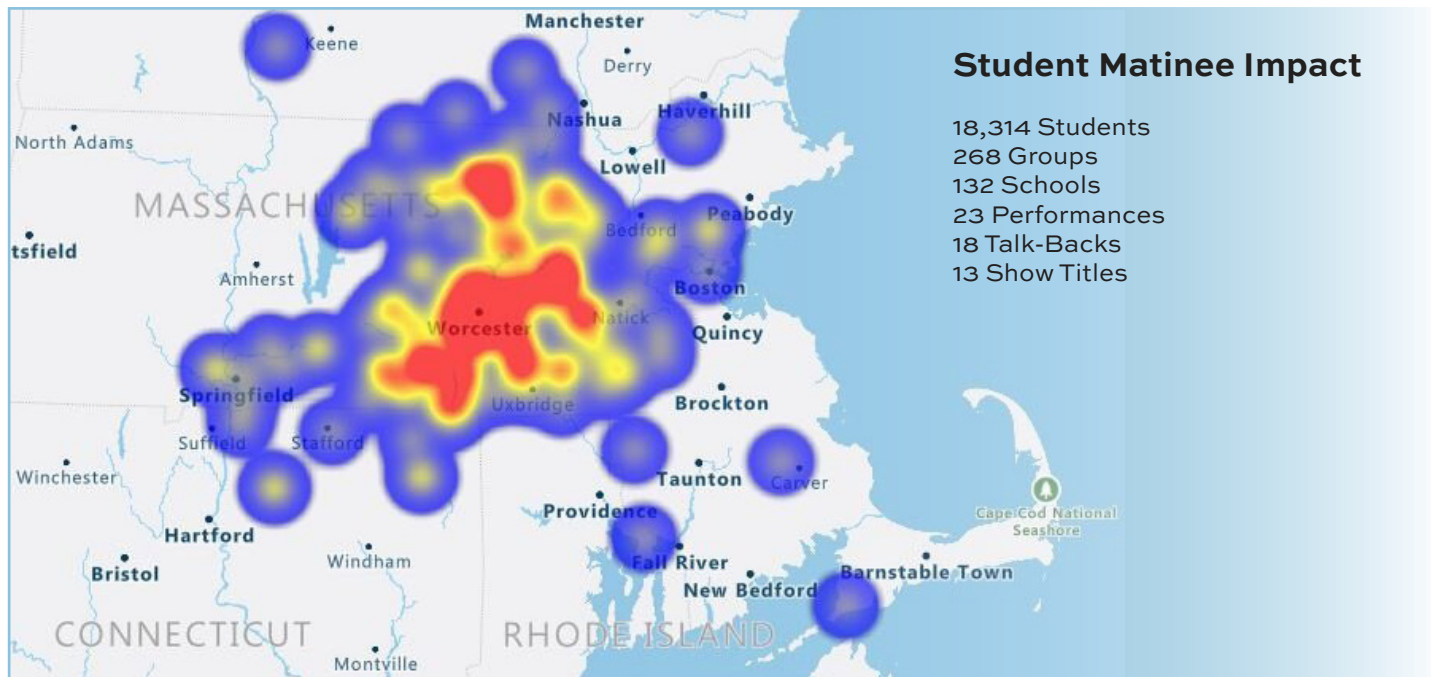 Manchester
Keene
Derry
Nashua
Haverhill
North Adams
Lowell
MASSACHUSETTS
Peabody
Bedford
tsfield
Amherst
Boston
Natick
Worcester
Quincy
Springfield
Uxbridge
Brockton
Suffield
Stafford
Winchester
Taunton
Carver
Providence
Hartford
Cape Cod National
Seashore
Windham
Fall River
Bristol
Barnstable Town
New Bedford
CONNECTICUT
RHODE ISLAND
Montville
Student Matinee Impact
18,314 Students
268 Groups
132 Schools
23 Performances
18 Talk-Backs
13 Show Titles